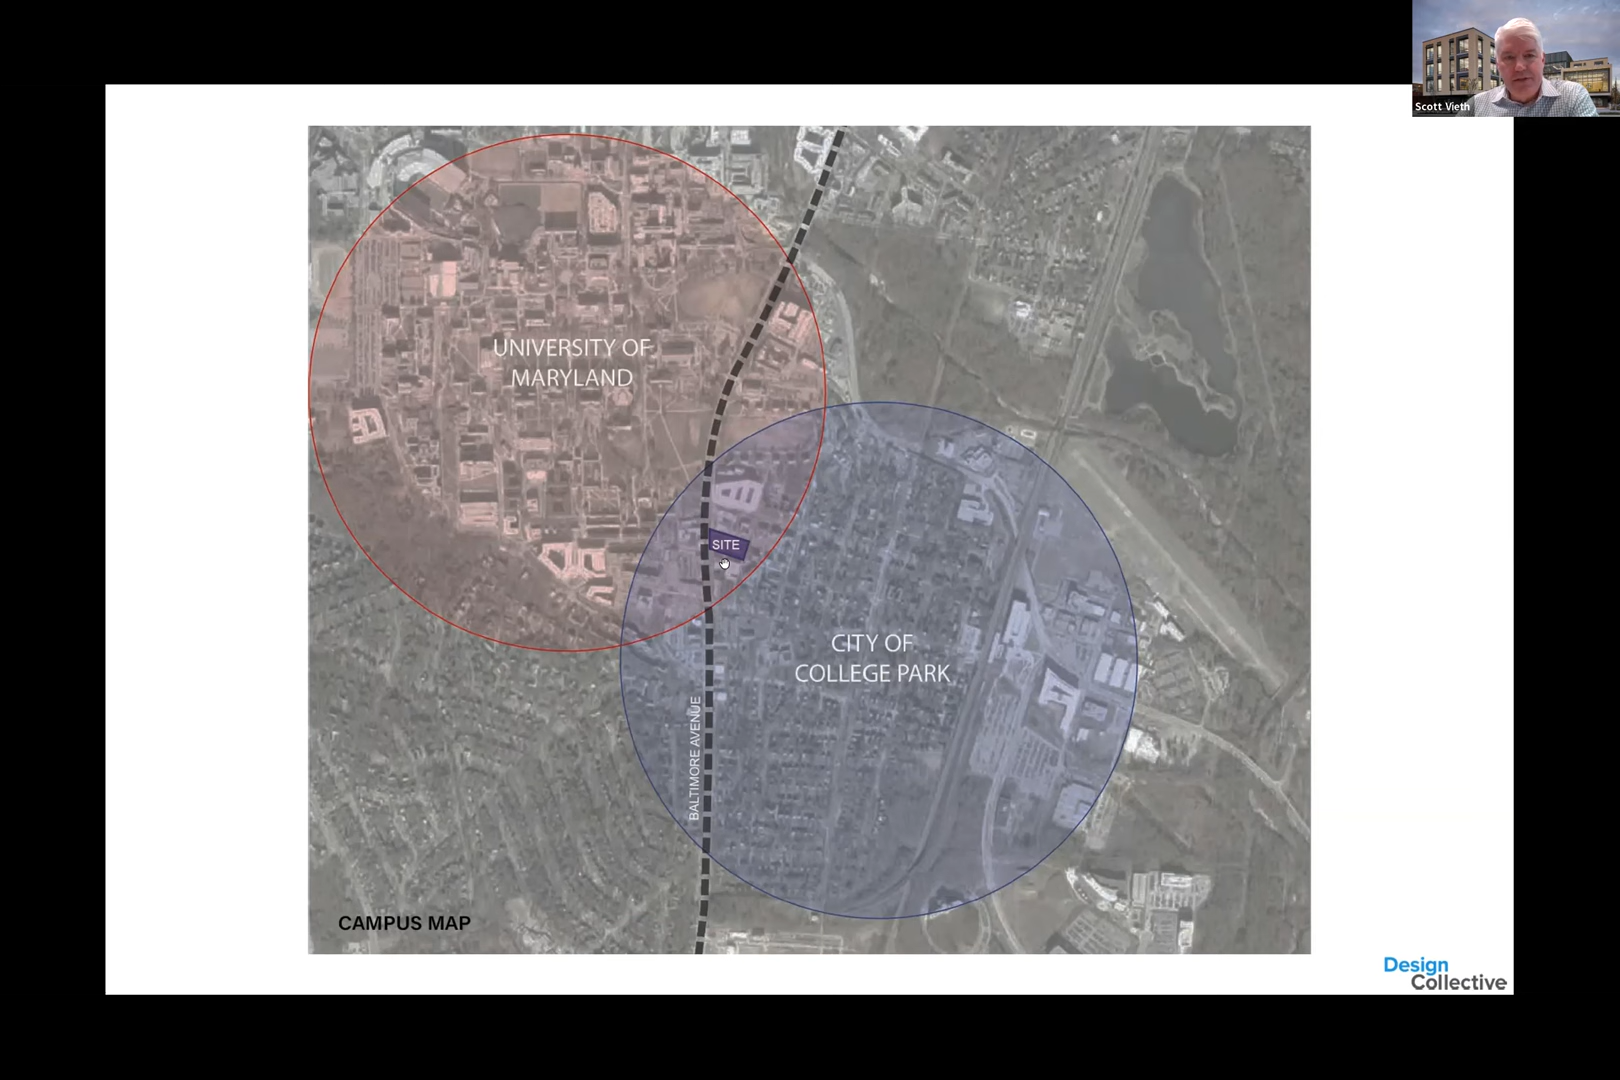 Scott Vieth
UNIVERSITY OF
MARYLAND
SITE
CITY OF
COLLEGE PARK
BALTIMORE AVENUE
CAMPUS MAP
Design
Collective